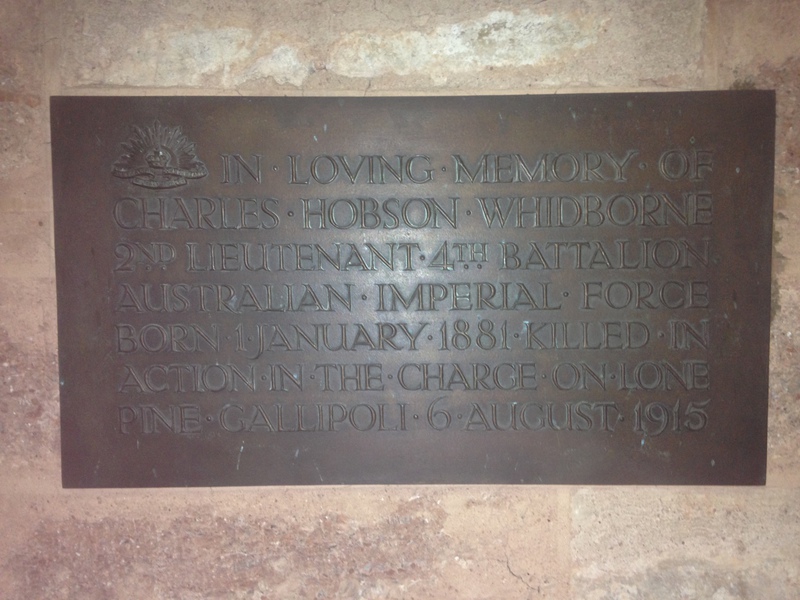 IN · LOVING · MEMORY · OF
CHARLES · HOBSON · WHIDBORNE
2ND LIEUTENANT · 4TH BATTALION ·
AUSTRALIAN · IMPERIAL · FORCE
BORN 1 JANUARY · 1881 · KILLED · IN
ACTION · IN · THE · CHARGE · ON · LONE
PINE · GALLIPOLI · 6 · AUGUST · 1915